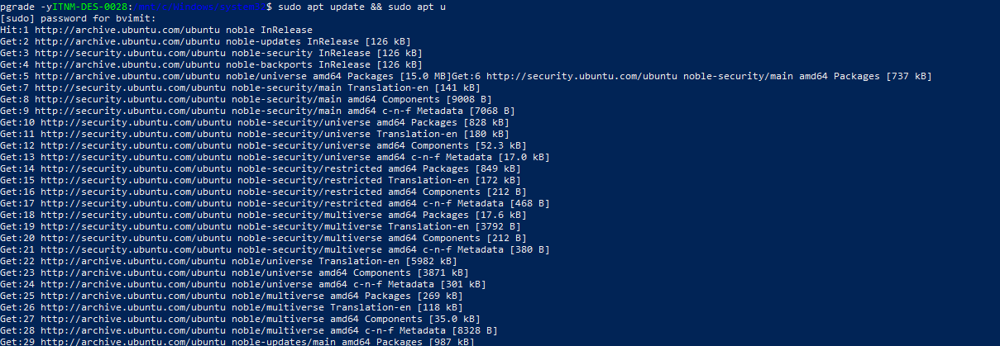 pgrade -yITNM-DES-0028:/mnt/c/Windows/system32$ sudo apt update && sudo apt u
[sudo] password for bvimit:
Hit:1 http://archive.ubuntu.com/ubuntu noble InRelease
Get:2 http://archive.ubuntu.com/ubuntu noble-updates InRelease [126 kB]
Get:3 http://security.ubuntu.com/ubuntu noble-security InRelease [126 kB]
Get:4 http://archive.ubuntu.com/ubuntu noble-backports InRelease [126 kB]
Get:5 http://archive.ubuntu.com/ubuntu noble/universe amd64 Packages [15.0 MB]Get:6 http://security.ubuntu.com/ubuntu noble-security/main amd64 Packages [737 kB]
Get:7 http://security.ubuntu.com/ubuntu noble-security/main Translation-en [141 kB]
Get:8 http://security.ubuntu.com/ubuntu noble-security/main amd64 Components [9008 B]
Get:9 http://security.ubuntu.com/ubuntu noble-security/main amd64 c-n-f Metadata [7068 B]
Get:10 http://security.ubuntu.com/ubuntu noble-security/universe amd64 Packages [828 kB]
Get:11 http://security.ubuntu.com/ubuntu noble-security/universe Translation-en [180 kB]
Get:12 http://security.ubuntu.com/ubuntu noble-security/universe amd64 Components [52.3 kB]
Get:13 http://security.ubuntu.com/ubuntu noble-security/universe amd64 c-n-f Metadata [17.0 kB]
Get:14 http://security.ubuntu.com/ubuntu noble-security/restricted amd64 Packages [849 kB]
Get:15 http://security.ubuntu.com/ubuntu noble-security/restricted Translation-en [172 kB]
Get:16 http://security.ubuntu.com/ubuntu noble-security/restricted amd64 Components [212 B]
Get:17 http://security.ubuntu.com/ubuntu noble-security/restricted amd64 c-n-f Metadata [468 B]
Get:18 http://security.ubuntu.com/ubuntu noble-security/multiverse amd64 Packages [17.6 kB]
Get:19 http://security.ubuntu.com/ubuntu noble-security/multiverse Translation-en [3792 B]
Get:20 http://security.ubuntu.com/ubuntu noble-security/multiverse amd64 Components [212 B]
Get:21 http://security.ubuntu.com/ubuntu noble-security/multiverse amd64 c-n-f Metadata [380 B]
Get:22 http://archive.ubuntu.com/ubuntu noble/universe Translation-en [5982 kB]
Get:23 http://archive.ubuntu.com/ubuntu noble/universe amd64 Components [3871 kB]
Get:24 http://archive.ubuntu.com/ubuntu noble/universe amd64 c-n-f Metadata [301 kB]
Get:25 http://archive.ubuntu.com/ubuntu noble/multiverse amd64 Packages [269 kB]
Get:26 http://archive.ubuntu.com/ubuntu noble/multiverse Translation-en [118 kB]
Get:27 http://archive.ubuntu.com/ubuntu noble/multiverse amd64 Components [35.0 kB]
Get:28 http://archive.ubuntu.com/ubuntu noble/multiverse amd64 c-n-f Metadata [8328 B]
Get:29 http://archive.ubuntu.com/ubuntu noble-updates/main amd64 Packages [987 kB]